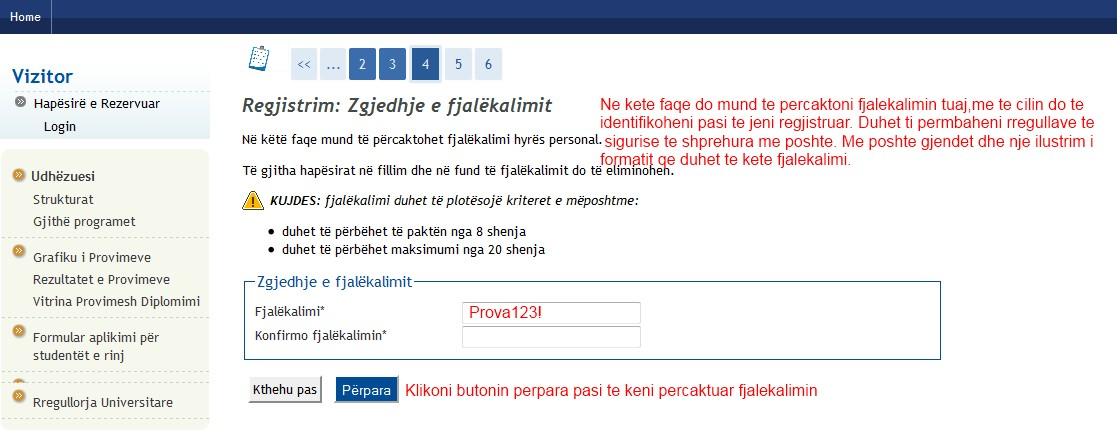 Home
Vizitor
Hapësirë e Rezervuar
Login
Udhëzuesi
Strukturat
Gjithë programet
Grafiku i Provimeve
Rezultatet e Provimeve
Vitrina Provimesh Diplomimi
Formular aplikimi për
studentët e rinj
Rregullorja Universitare
<< ... 2 3 4 5 6
Regjistrim: Zgjedhje e fjalëkalimit
Ne kete faqe do mund te percaktoni fjalekalimin tuaj,me te cilin do te
identifikoheni pasi te jeni regjistruar. Duhet ti permbaheni rregullave te
sigurise te shprehura me poshte. Me poshte gjendet dhe nje ilustrim i
formatit qe duhet te kete fjalekalimi.
Në këtë faqe mund të përcaktohet fjalëkalimi hyrës personal.
Të gjitha hapësirat në fillim dhe në fund të fjalëkalimit do të eliminohen.
KUJDES: fjalëkalimi duhet të plotësojë kriteret e mëposhtme:
duhet të përbëhet të paktën nga 8 shenja
duhet të përbëhet maksimumi nga 20 shenja
Zgjedhje e fjalëkalimit
Fjalëkalimi* Prova123!
Konfirmo fjalëkalimin*
Kthehu pas Përpara Klikoni butonin perpara pasi te keni percaktuar fjalekalimin